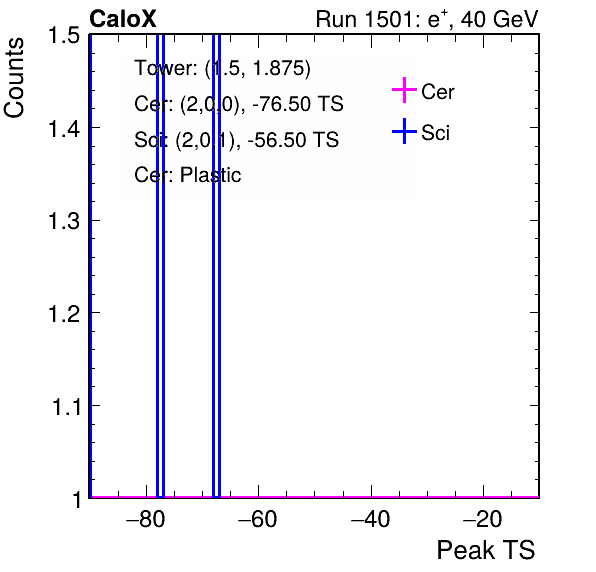 CaloX Run 1501: e⁺, 40 GeV
Counts
1.5
1.4
1.3
1.2
1.1
1
Tower: (1.5, 1.875)
Cer: (2,0,0), -76.50 TS
Sci: (2,0,1), -56.50 TS
Cer: Plastic
Cer
Sci
−80 −60 −40 −20
Peak TS